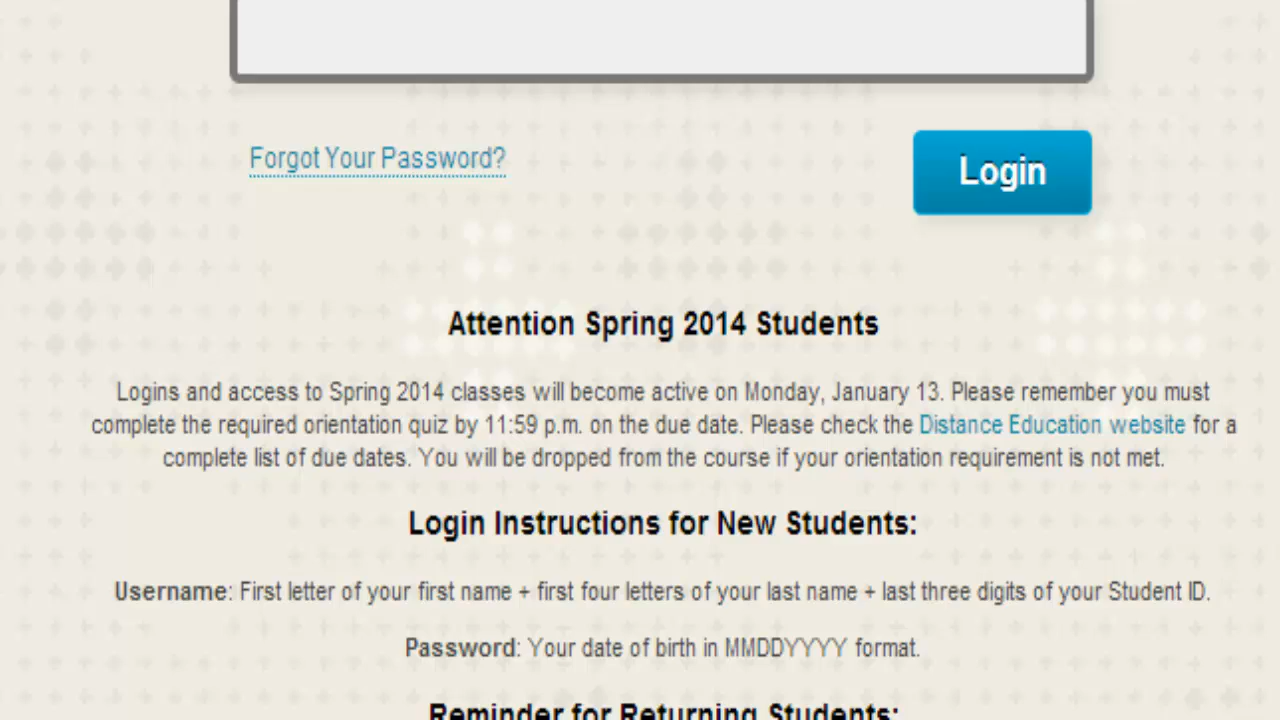 Forgot Your Password?
Login
Attention Spring 2014 Students
Logins and access to Spring 2014 classes will become active on Monday, January 13. Please remember you must
complete the required orientation quiz by 11:59 p.m. on the due date. Please check the Distance Education website for a
complete list of due dates. You will be dropped from the course if your orientation requirement is not met.
Login Instructions for New Students:
Username: First letter of your first name + first four letters of your last name + last three digits of your Student ID.
Password: Your date of birth in MMDDYYYY format.
Reminder for Returning Students: